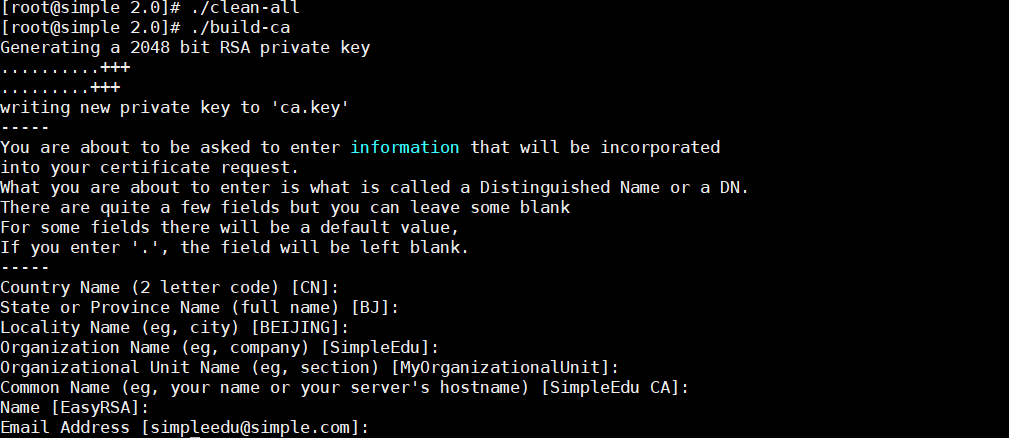 [root@simple 2.0]# ./clean-all
[root@simple 2.0]# ./build-ca
Generating a 2048 bit RSA private key
..........+++
.........+++
writing new private key to 'ca.key'
-----
You are about to be asked to enter information that will be incorporated
into your certificate request.
What you are about to enter is what is called a Distinguished Name or a DN.
There are quite a few fields but you can leave some blank
For some fields there will be a default value,
If you enter '.', the field will be left blank.
-----
Country Name (2 letter code) [CN]:
State or Province Name (full name) [BJ]:
Locality Name (eg, city) [BEIJING]:
Organization Name (eg, company) [SimpleEdu]:
Organizational Unit Name (eg, section) [MyOrganizationalUnit]:
Common Name (eg, your name or your server's hostname) [SimpleEdu CA]:
Name [EasyRSA]:
Email Address [simpleedu@simple.com]: